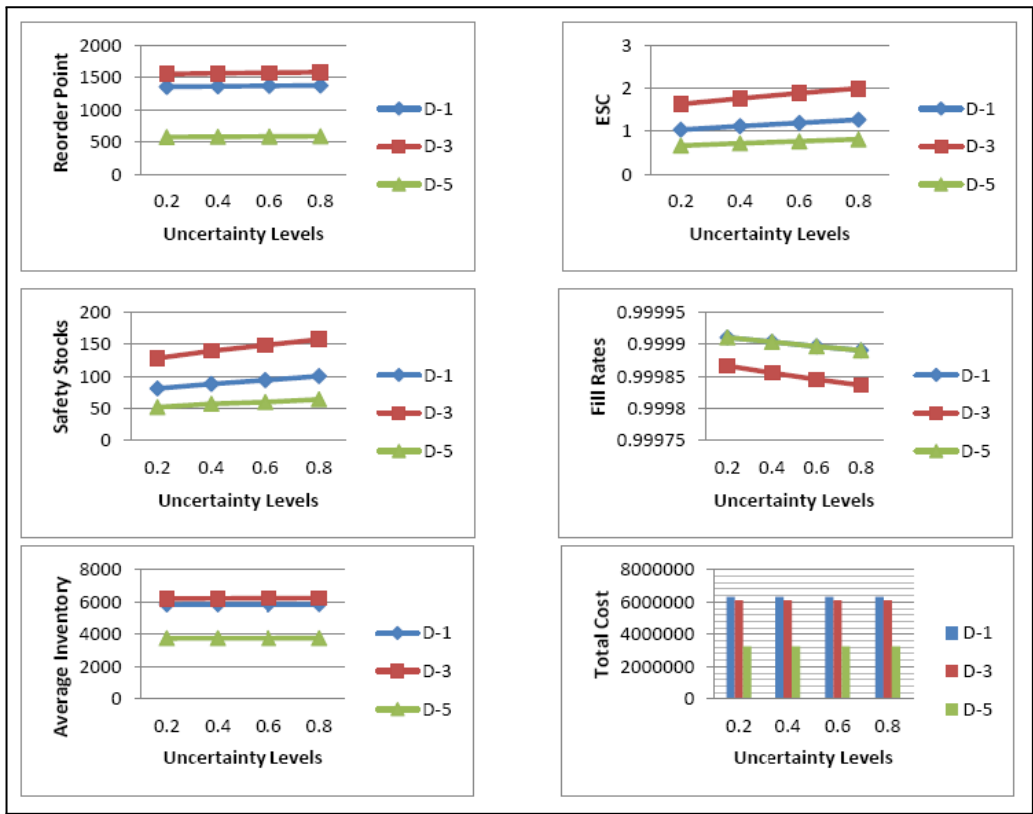 Reorder Point
2000
1500
1000
500
0
0.2 0.4 0.6 0.8
Uncertainty Levels
D-1
D-3
D-5
ESC
3
2
1
0
0.2 0.4 0.6 0.8
Uncertainty Levels
D-1
D-3
D-5
Safety Stocks
200
150
100
50
0
0.2 0.4 0.6 0.8
Uncertainty Levels
D-1
D-3
D-5
Fill Rates
0.99995
0.9999
0.99985
0.9998
0.99975
0.2 0.4 0.6 0.8
Uncertainty Levels
D-1
D-3
D-5
Average Inventory
8000
6000
4000
2000
0
0.2 0.4 0.6 0.8
Uncertainty Levels
D-1
D-3
D-5
Total Cost
8000000
6000000
4000000
2000000
0
0.2 0.4 0.6 0.8
Uncertainty Levels
D-1
D-3
D-5